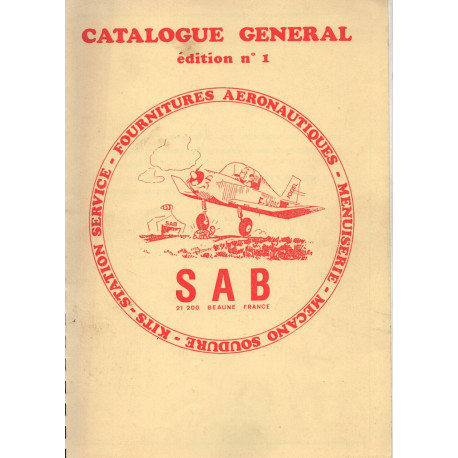 CATALOGUE GENERAL
édition n° 1
FOURNITURES AERONAUTIQUES - MENUISERIE - MECANO SOUDURE - KITS - STATION SERVICE -
SAB
S A B
21 200 BEAUNE FRANCE